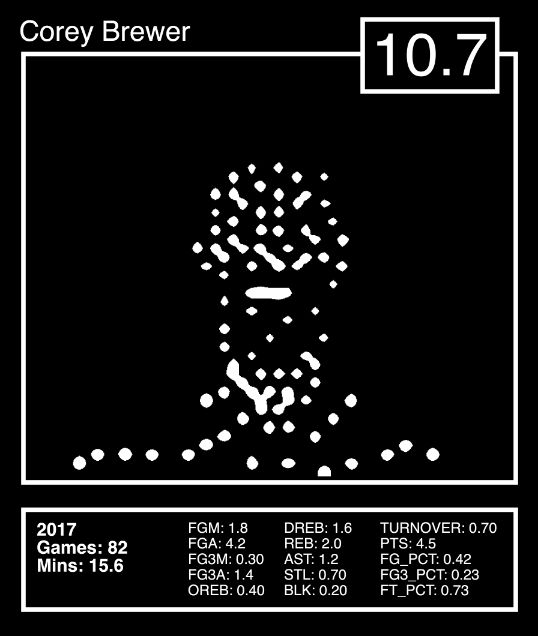 Corey Brewer
10.7
2017
Games: 82
Mins: 15.6
FGM: 1.8
FGA: 4.2
FG3M: 0.30
FG3A: 1.4
OREB: 0.40
DREB: 1.6
REB: 2.0
AST: 1.2
STL: 0.70
BLK: 0.20
TURNOVER: 0.70
PTS: 4.5
FG_PCT: 0.42
FG3_PCT: 0.23
FT_PCT: 0.73